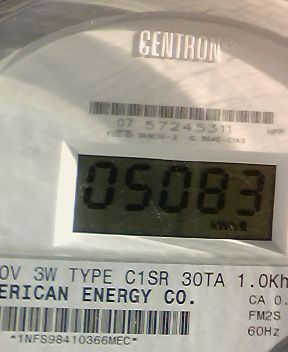 CENTRON®
07 57245311
NPP
05083
kWh
0V 3W TYPE C1SR 30TA 1.0Kh
ERICAN ENERGY CO.
CA 0.
FM2S
60Hz
*1NFS98410366MEC*